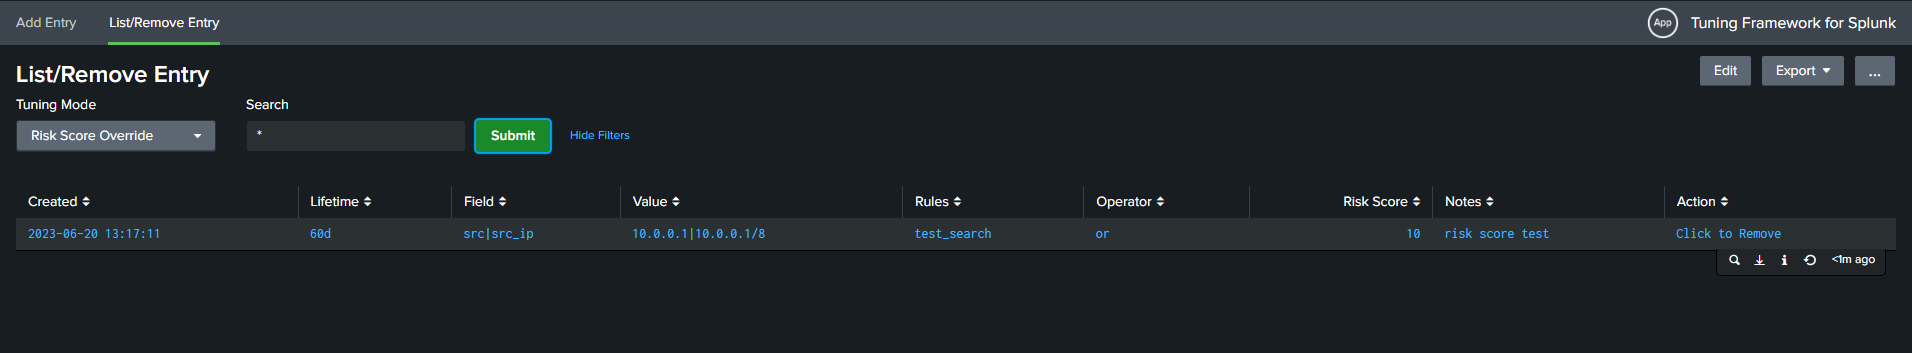 Add Entry List/Remove Entry App Tuning Framework for Splunk
List/Remove Entry Edit Export ...
Tuning Mode Search
Risk Score Override * Submit Hide Filters
Created Lifetime Field Value Rules Operator Risk Score Notes Action
2023-06-20 13:17:11 60d src|src_ip 10.0.0.1|10.0.0.1/8 test_search or 10 risk score test Click to Remove
<1m ago